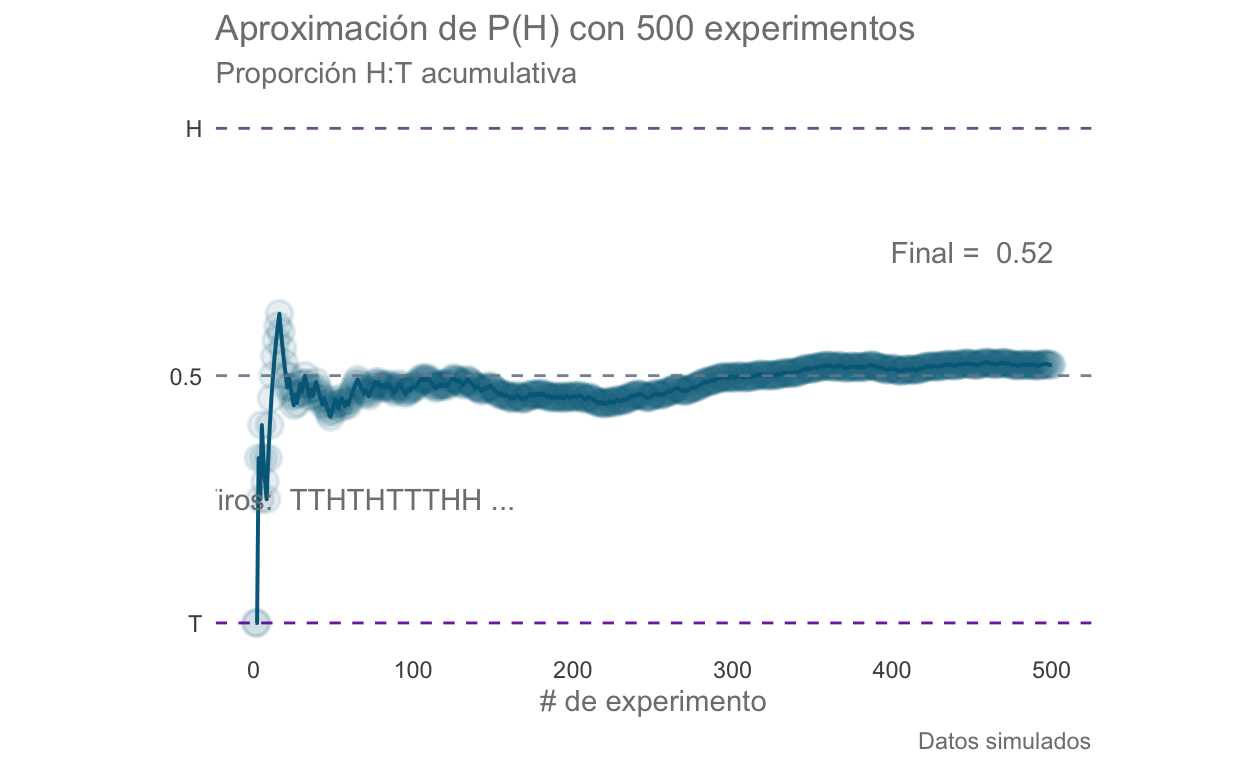 Aproximación de P(H) con 500 experimentos
Proporción H:T acumulativa
H
Final = 0.52
0.5
iros: TTHTHTTTHH ...
T
0 100 200 300 400 500
# de experimento
Datos simulados